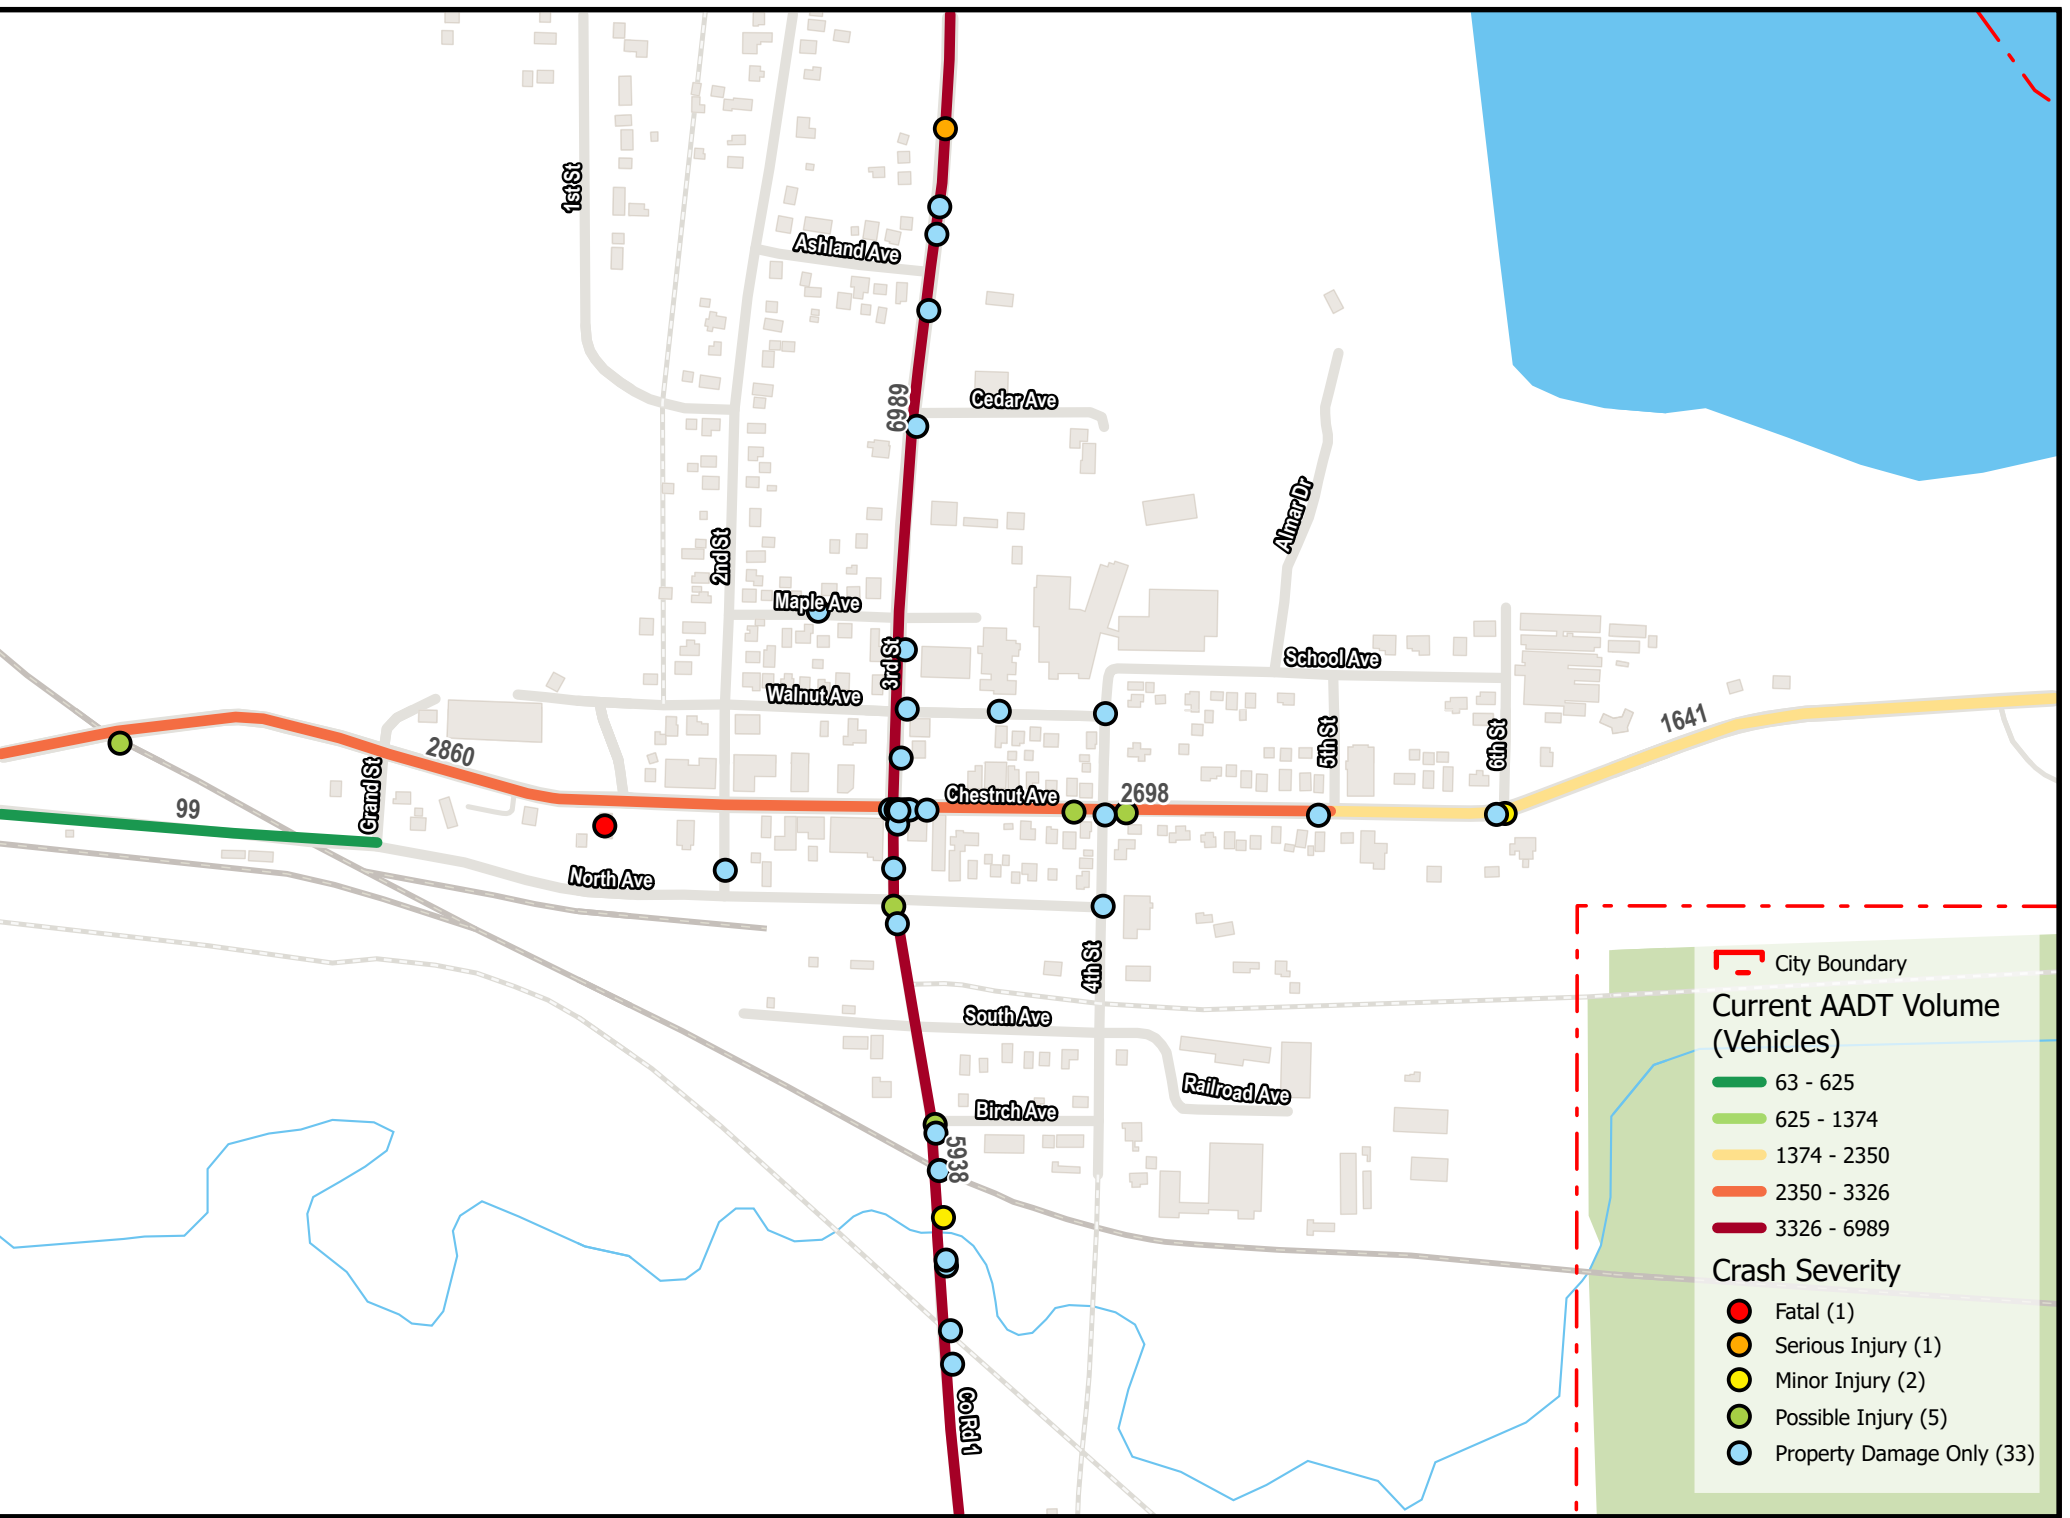 1st St
Ashland Ave
6989
Cedar Ave
Almar Dr
2nd St
Maple Ave
3rd St
School Ave
Walnut Ave
1641
2860
5th St
6th St
Grand St
99
Chestnut Ave
2698
North Ave
4th St
South Ave
Railroad Ave
Birch Ave
5938
Co Rd 1
City Boundary
Current AADT Volume
(Vehicles)
63 - 625
625 - 1374
1374 - 2350
2350 - 3326
3326 - 6989
Crash Severity
Fatal (1)
Serious Injury (1)
Minor Injury (2)
Possible Injury (5)
Property Damage Only (33)